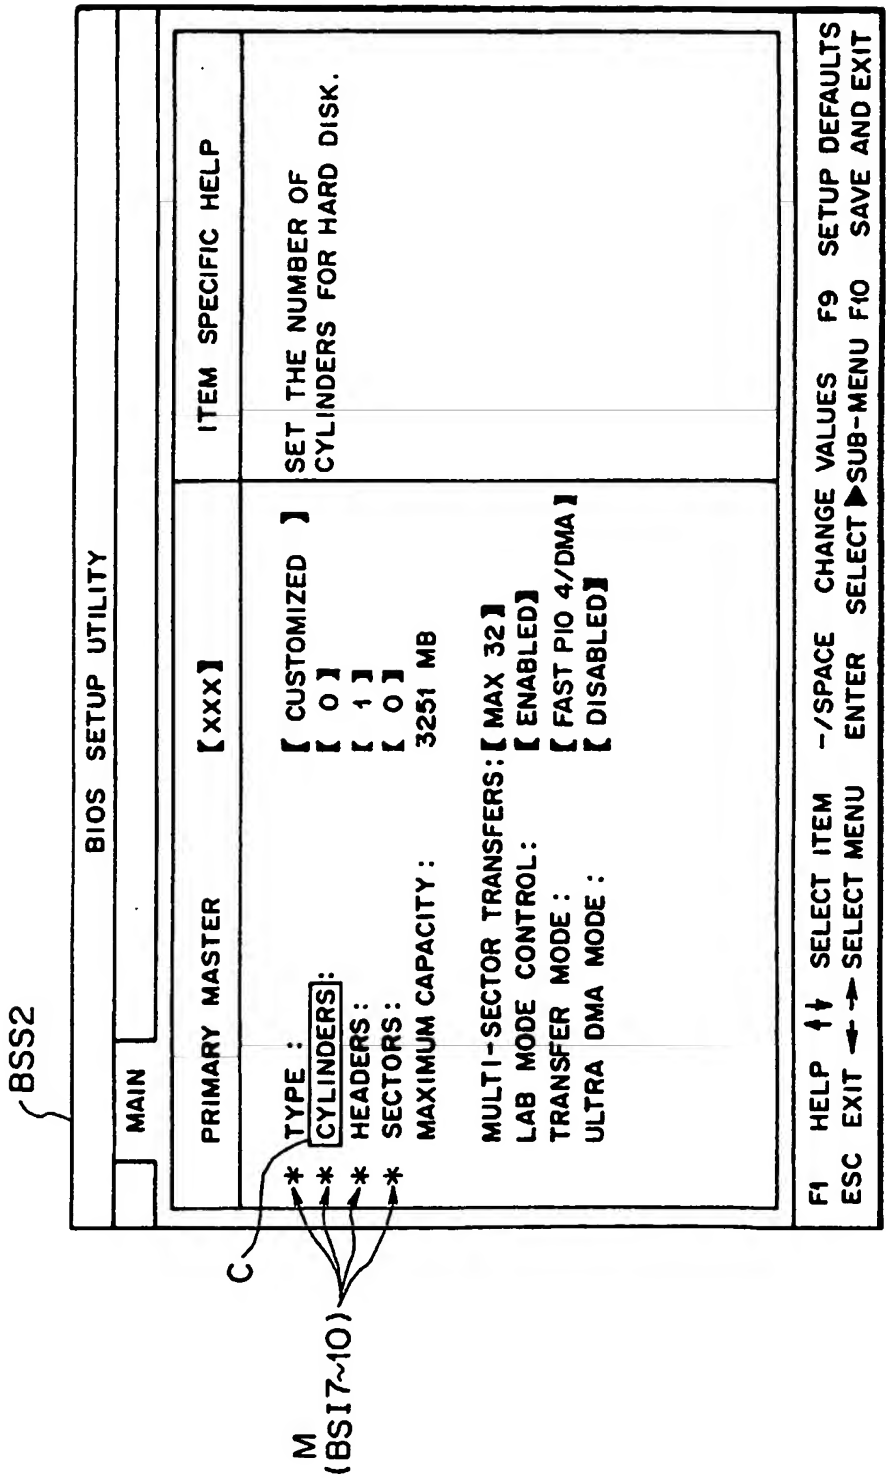 BSS2
BIOS SETUP UTILITY
MAIN
PRIMARY MASTER 【XXX】
ITEM SPECIFIC HELP
* TYPE : 【 CUSTOMIZED 】
* CYLINDERS: 【 0 】
* HEADERS : 【 1 】
* SECTORS: 【 0 】
MAXIMUM CAPACITY : 3251 MB
MULTI-SECTOR TRANSFERS: 【 MAX 32】
LAB MODE CONTROL: 【 ENABLED】
TRANSFER MODE : 【 FAST PIO 4/DMA】
ULTRA DMA MODE : 【 DISABLED】
SET THE NUMBER OF
CYLINDERS FOR HARD DISK.
C
M
(BSI7~10)
F1 HELP ↑↓ SELECT ITEM -/SPACE CHANGE VALUES F9 SETUP DEFAULTS
ESC EXIT ←→ SELECT MENU ENTER SELECT ▶SUB-MENU F10 SAVE AND EXIT